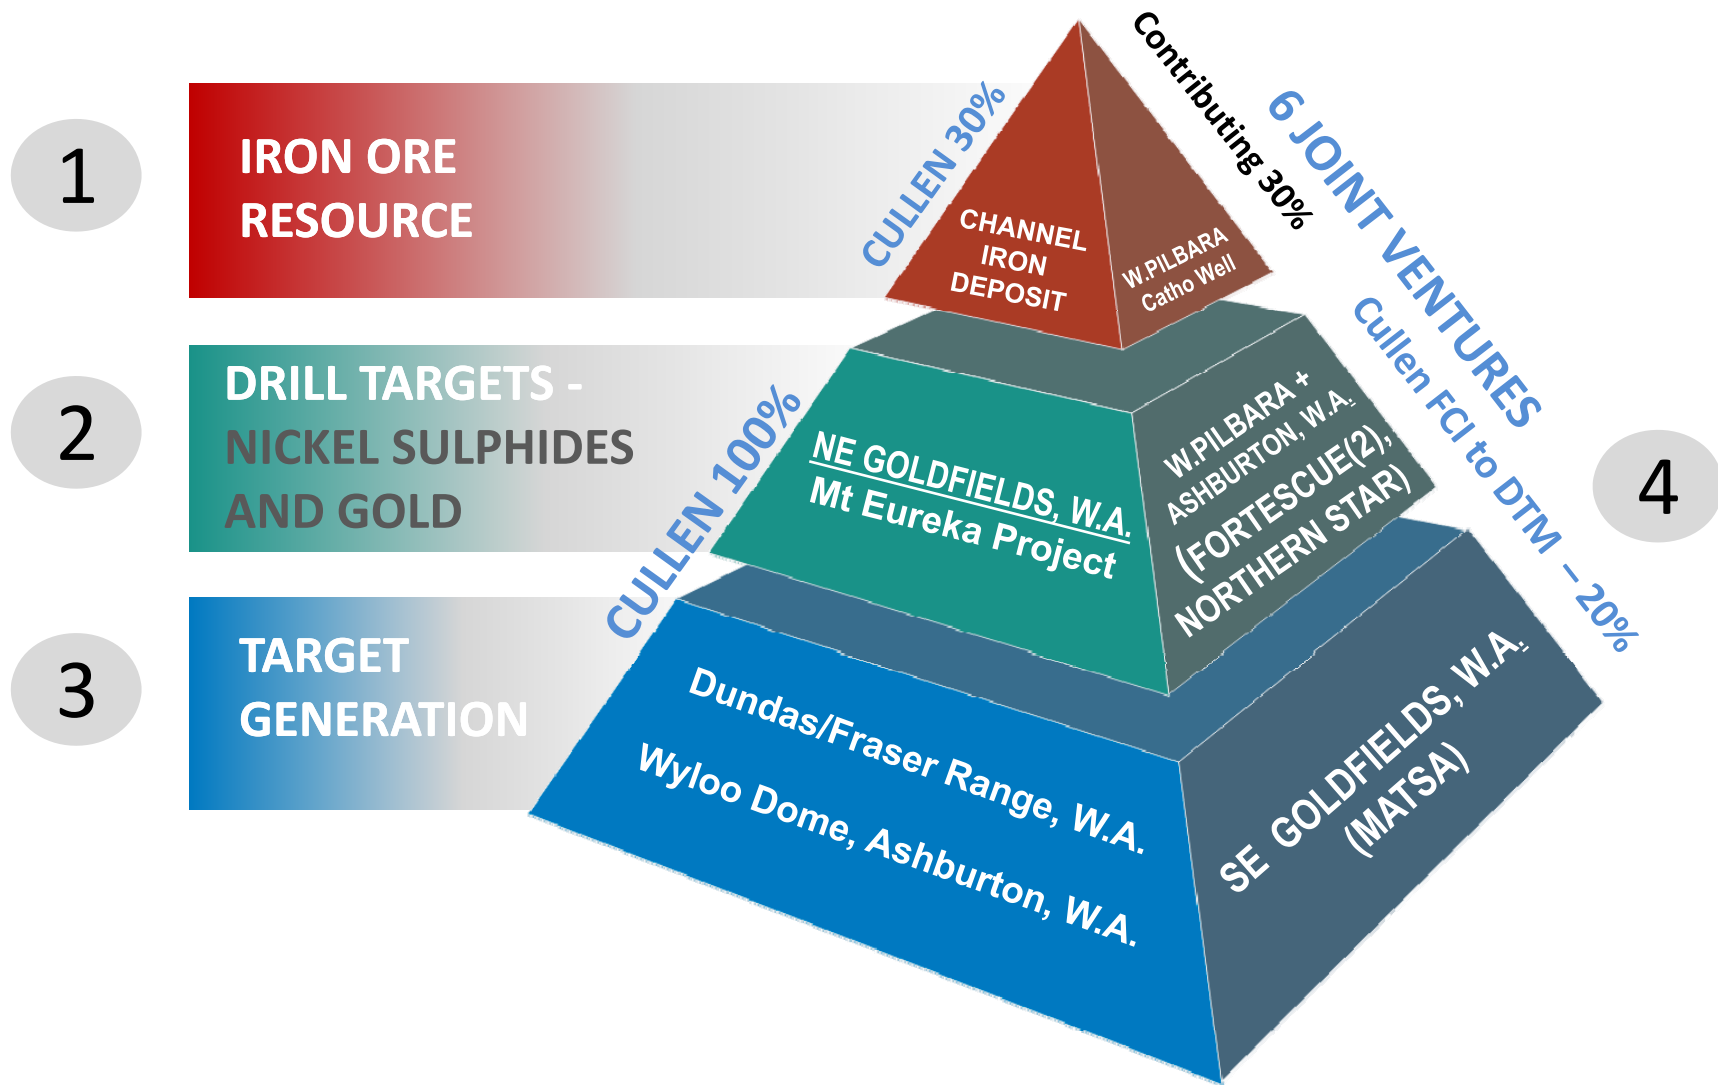 1
IRON ORE
RESOURCE
CULLEN 30%
CHANNEL
IRON
DEPOSIT
W.PILBARA
Catho Well
Contributing 30%
6 JOINT VENTURES
Cullen FCI to DTM – 20%
2
DRILL TARGETS -
NICKEL SULPHIDES
AND GOLD
CULLEN 100%
NE GOLDFIELDS, W.A.
Mt Eureka Project
W.PILBARA +
ASHBURTON, W.A.
(FORTESCUE(2),
NORTHERN STAR)
4
3
TARGET
GENERATION
Dundas/Fraser Range, W.A.
Wyloo Dome, Ashburton, W.A.
SE GOLDFIELDS, W.A.
(MATSA)